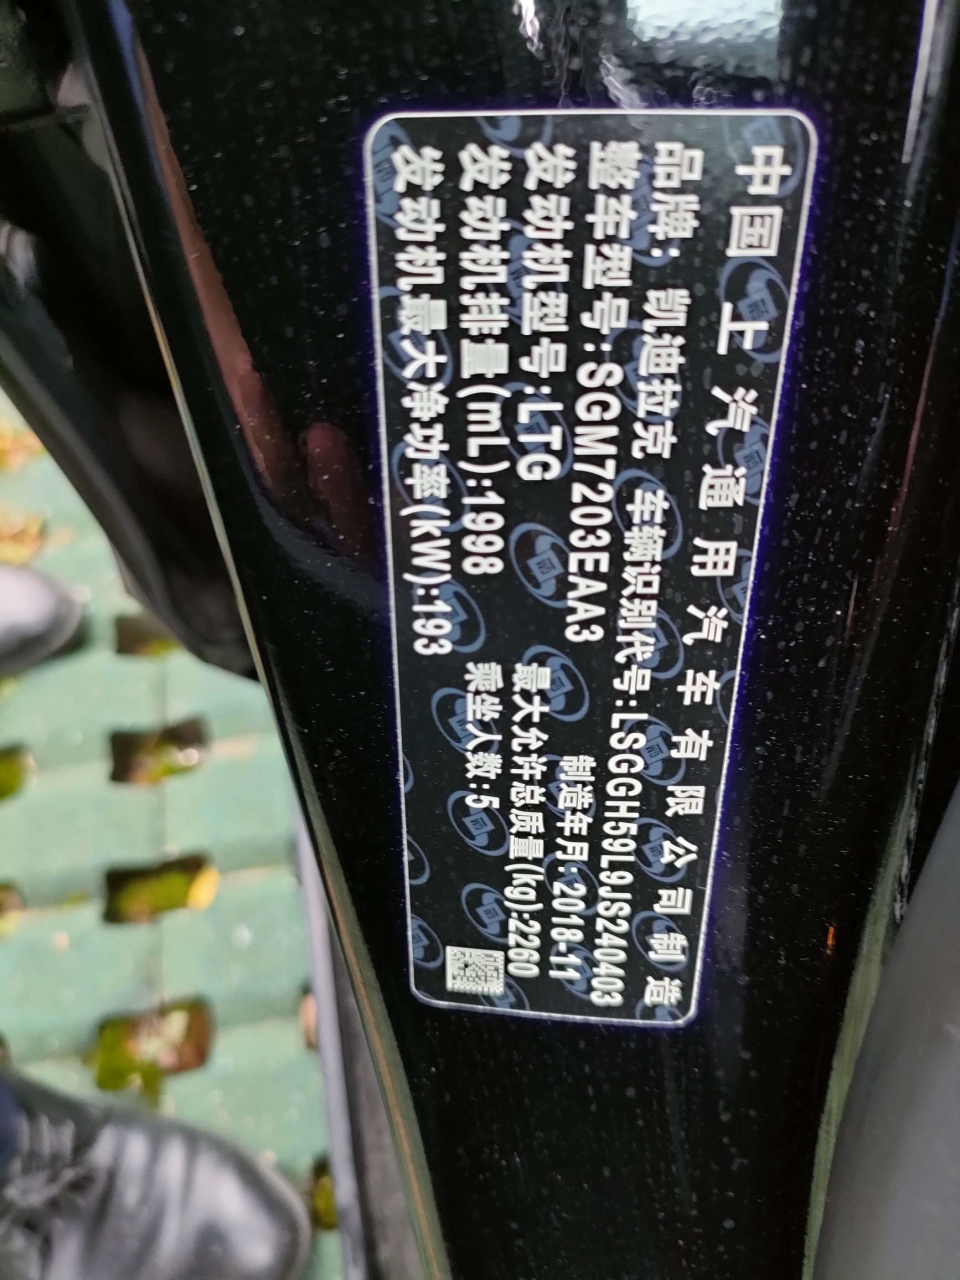 中国 上汽通用汽车有限公司制造
品牌: 凯迪拉克 车辆识别代号:LSGGH59L9JS240403
整车型号:SGM7203EAA3 制造年月:2018-11
发动机型号:LTG 最大允许总质量(kg):2260
发动机排量(mL):1998 乘坐人数:5
发动机最大净功率(kW):193